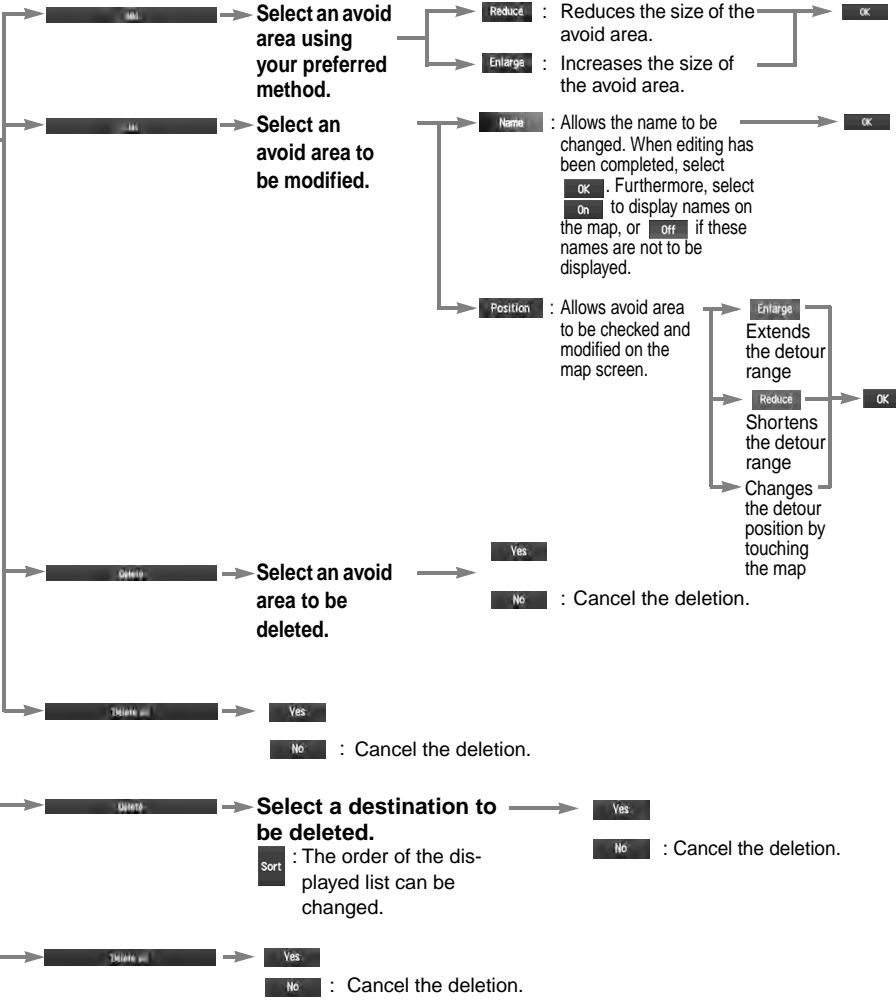 Add
Select an avoid
area using
your preferred
method.
Reduce : Reduces the size of the
avoid area.
OK
Enlarge : Increases the size of
the avoid area.
Select an
avoid area to
be modified.
Name : Allows the name to be
changed. When editing has
been completed, select
OK . Furthermore, select
On to display names on
the map, or Off if these
names are not to be
displayed.
OK
Position : Allows avoid area
to be checked and
modified on the
map screen.
Enlarge
Extends
the detour
range
Reduce
Shortens
the detour
range
Changes
the detour
position by
touching
the map
OK
Delete
Select an avoid
area to be
deleted.
Yes
No : Cancel the deletion.
Delete all
Yes
No : Cancel the deletion.
Delete
Select a destination to
be deleted.
Sort : The order of the dis-
played list can be
changed.
Yes
No : Cancel the deletion.
Delete all
Yes
No : Cancel the deletion.